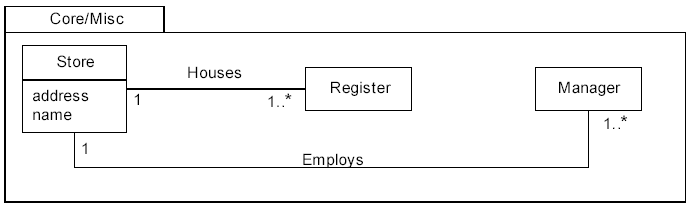 Core/Misc
Store
address
name
Houses
1
1..*
Register
Manager
1..*
1
Employs